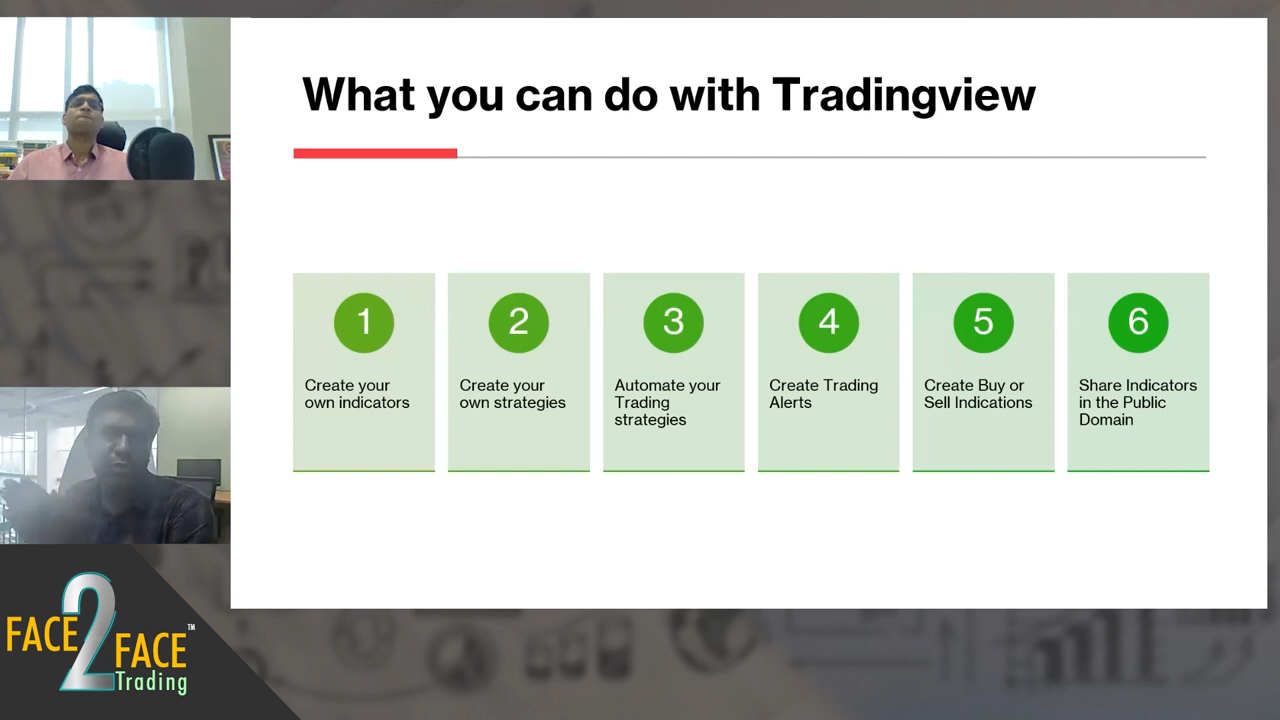 What you can do with Tradingview
1
Create your
own indicators
2
Create your
own strategies
3
Automate your
Trading
strategies
4
Create Trading
Alerts
5
Create Buy or
Sell Indications
6
Share Indicators
in the Public
Domain
FACE
2
FACE
™
Trading